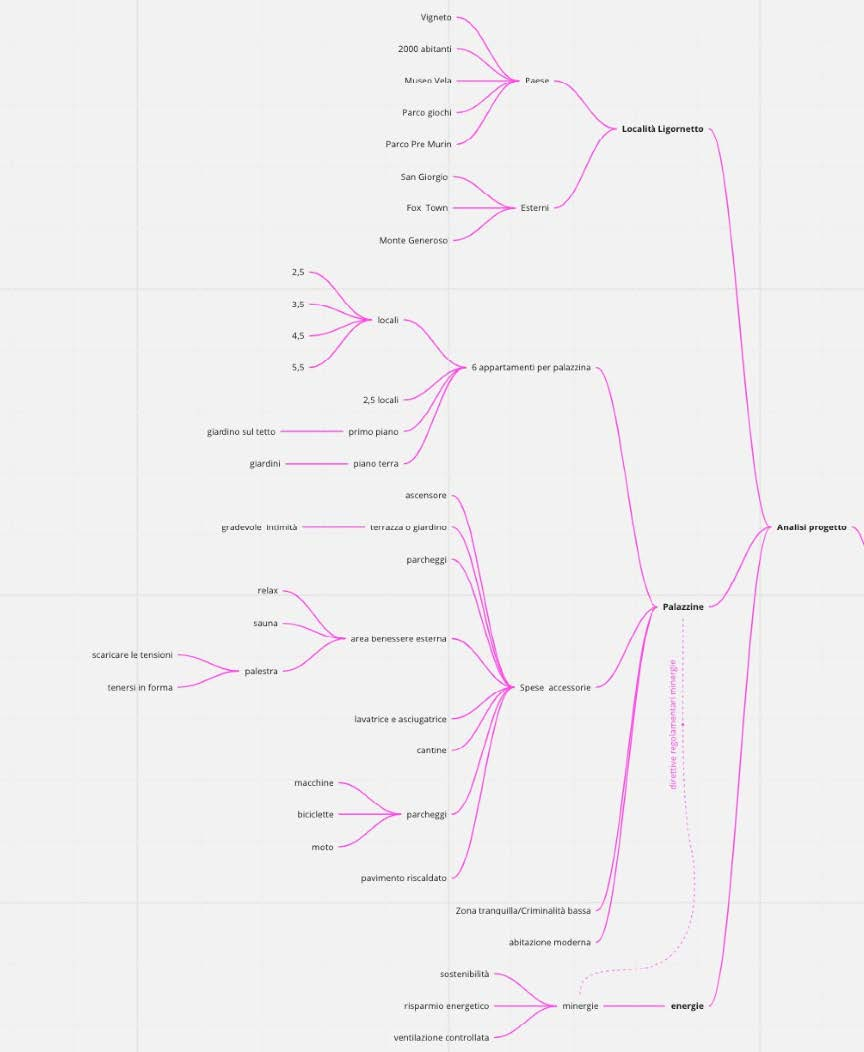 Vigneto
2000 abitanti
Museo Vela
Paese
Parco giochi
Località Ligornetto
Parco Pre Murin
San Giorgio
Fox Town
Esterni
Monte Generoso
2,5
3,5
locali
4,5
5,5
6 appartamenti per palazzina
2,5 locali
giardino sul tetto
primo piano
giardini
piano terra
ascensore
gradevole intimità
terrazza o giardino
Analisi progetto
parcheggi
relax
Palazzine
sauna
area benessere esterna
scaricare le tensioni
palestra
tenersi in forma
Spese accessorie
direttive regolamentari minergie
lavatrice e asciugatrice
cantine
macchine
biciclette
parcheggi
moto
pavimento riscaldato
Zona tranquilla/Criminalità bassa
abitazione moderna
sostenibilità
risparmio energetico
minergie
energie
ventilazione controllata